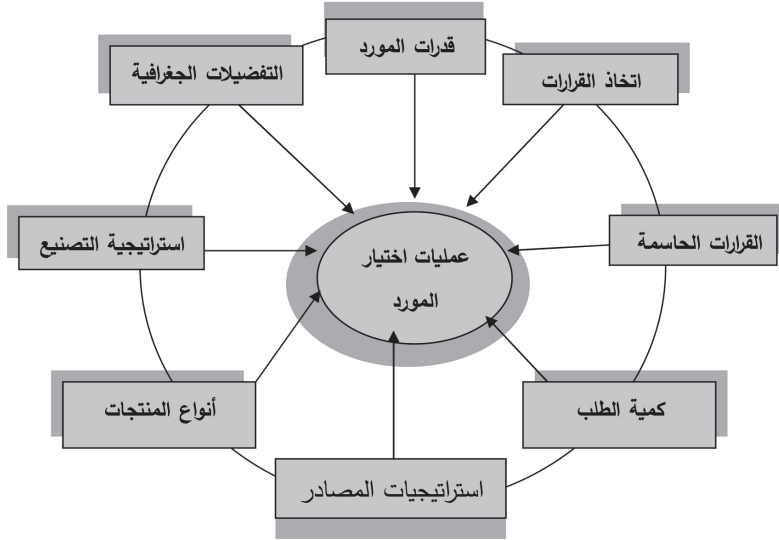 قدرات المورد
اتخاذ القرارات
التفضيلات الجغرافية
القرارات الحاسمة
استراتيجية التصنيع
عمليات اختيار
المورد
كمية الطلب
أنواع المنتجات
استراتيجيات المصادر